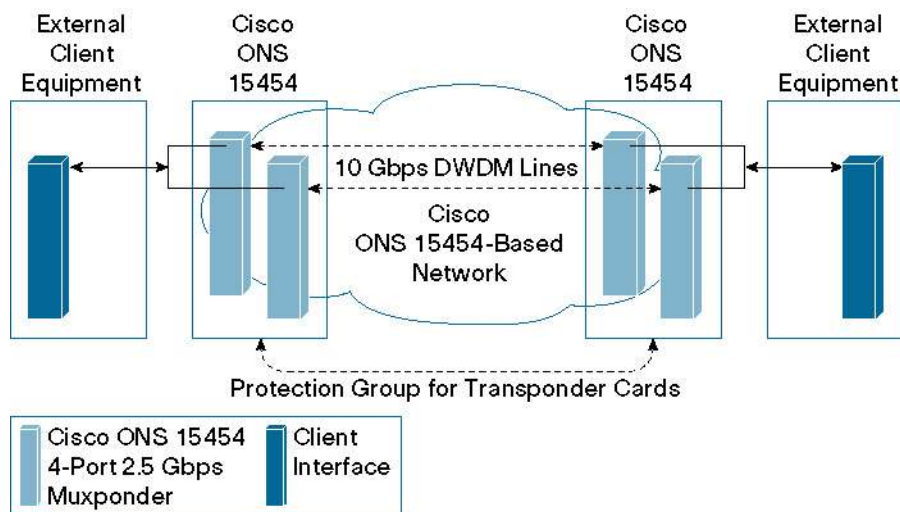 External
Client
Equipment
Cisco
ONS
15454
Cisco
ONS
15454
External
Client
Equipment
10 Gbps DWDM Lines
Cisco
ONS 15454-Based
Network
Protection Group for Transponder Cards
Cisco ONS 15454
4-Port 2.5 Gbps
Muxponder
Client
Interface